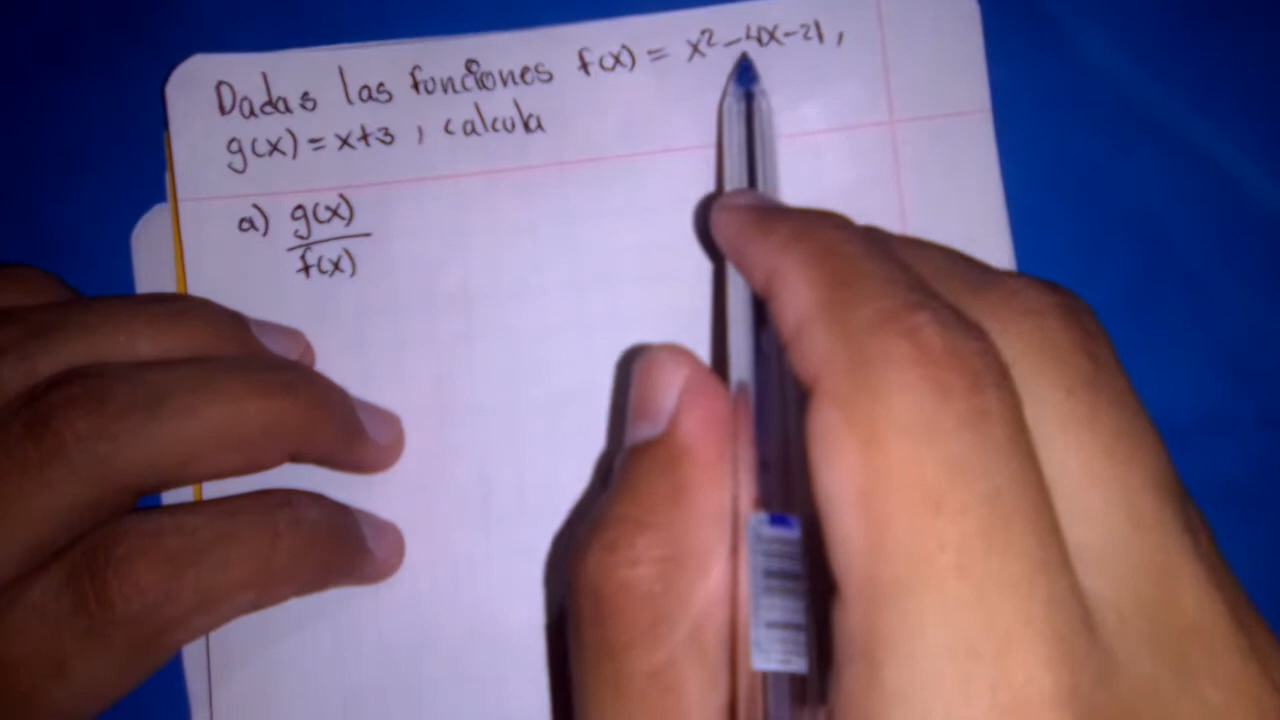 Dadas las funciones f(x) = x²-4x-21,
g(x) = x+3, calcula
a) g(x)
f(x)